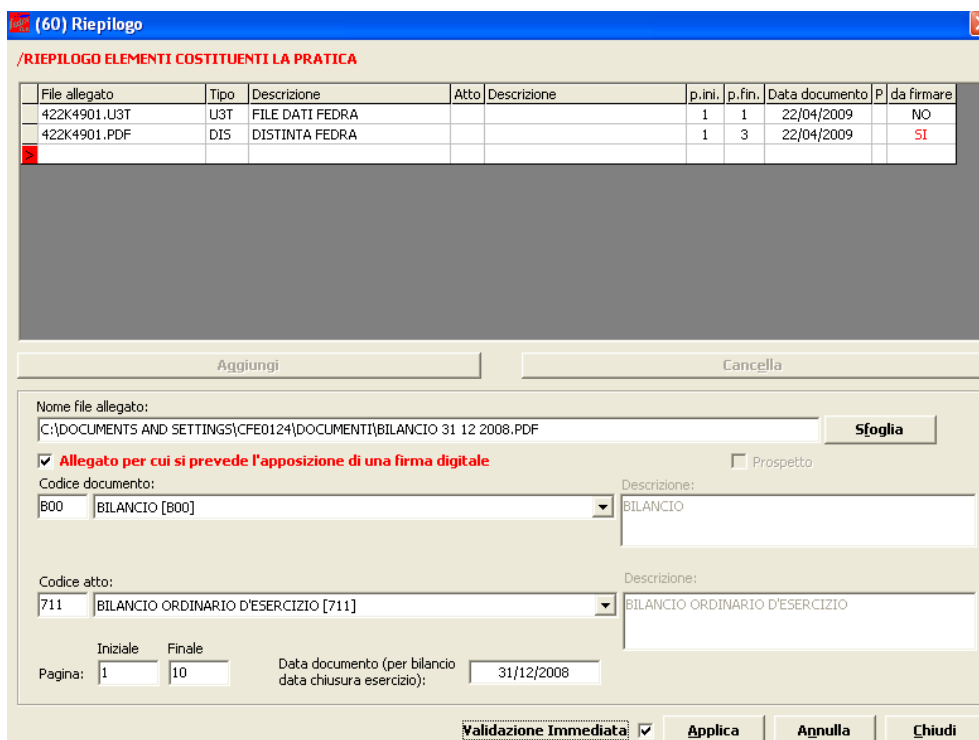 (60) Riepilogo
/RIEPILOGO ELEMENTI COSTITUENTI LA PRATICA
File allegato Tipo Descrizione Atto Descrizione p.ini. p.fin. Data documento P da firmare
422K4901.U3T U3T FILE DATI FEDRA 1 1 22/04/2009 NO
422K4901.PDF DIS DISTINTA FEDRA 1 3 22/04/2009 SI
>
Aggiungi Cancella
Nome file allegato:
C:\DOCUMENTS AND SETTINGS\CFE0124\DOCUMENTI\BILANCIO 31 12 2008.PDF Sfoglia
Allegato per cui si prevede l'apposizione di una firma digitale Prospetto
Codice documento: Descrizione:
B00 BILANCIO [B00] BILANCIO
Codice atto: Descrizione:
711 BILANCIO ORDINARIO D'ESERCIZIO [711] BILANCIO ORDINARIO D'ESERCIZIO
Iniziale Finale
Pagina: 1 10 Data documento (per bilancio
data chiusura esercizio): 31/12/2008
Validazione Immediata Applica Annulla Chiudi